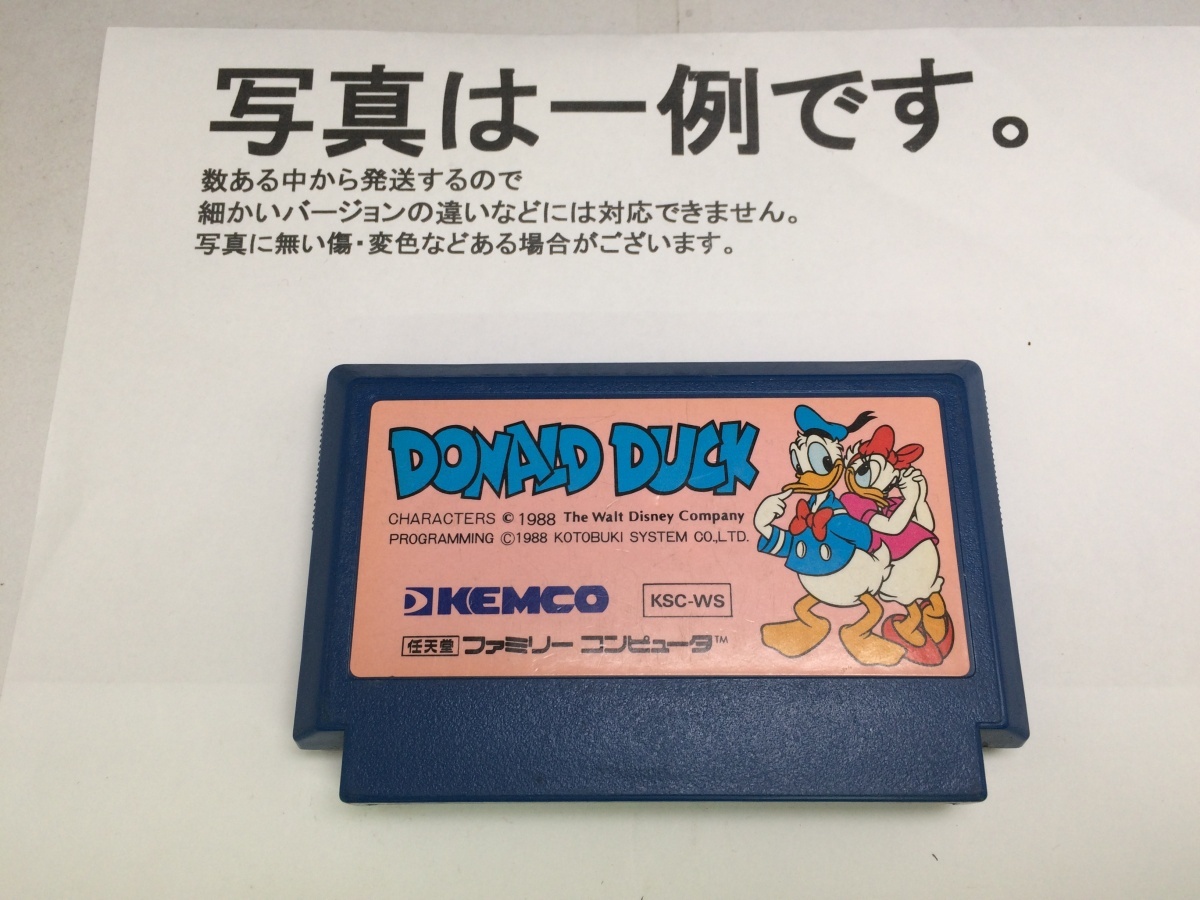 写真は一例です。
数ある中から発送するので
細かいバージョンの違いなどには対応できません。
写真に無い傷・変色などある場合がございます。
DONALD DUCK
CHARACTERS © 1988 The Walt Disney Company
PROGRAMMING ©1988 KOTOBUKI SYSTEM CO.,LTD.
KEMCO KSC-WS
任天堂 ファミリーコンピュータ™